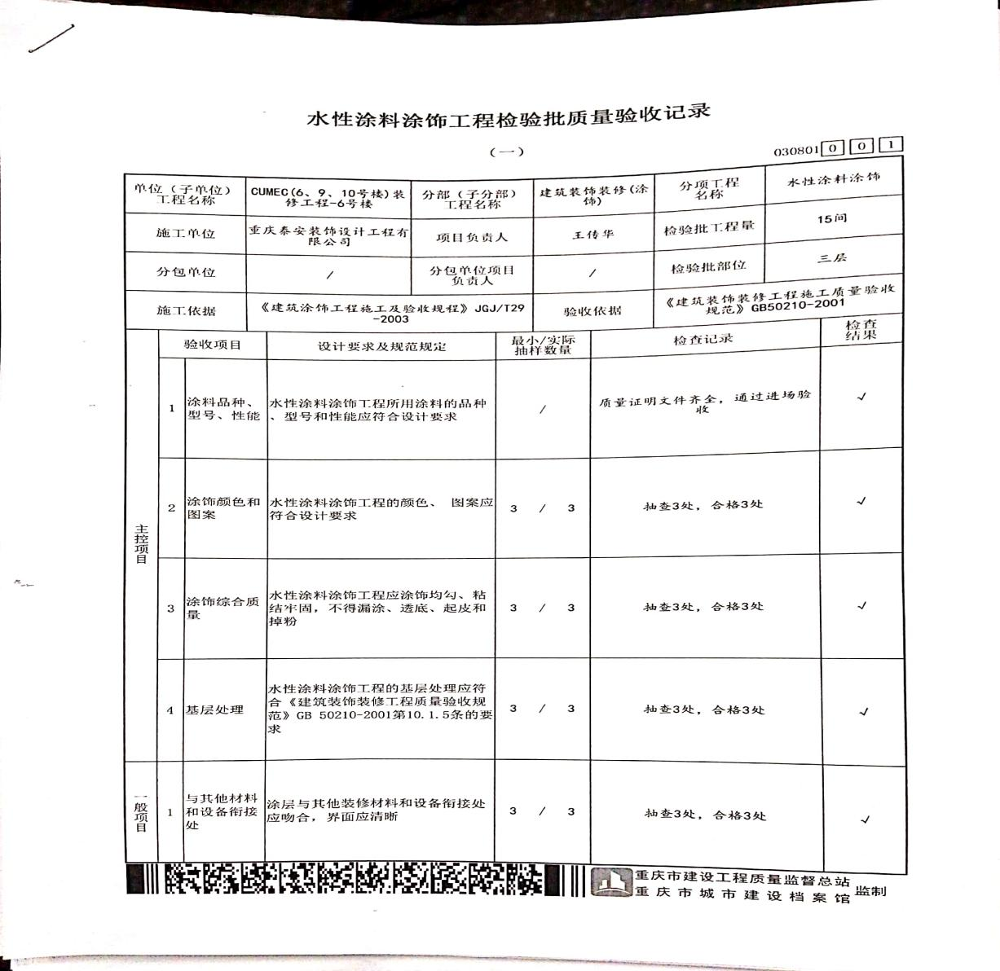 水性涂料涂饰工程检验批质量验收记录
（一）
030801 0 0 1
单位（子单位）
工程名称
CUMEC(6、9、10号楼)装
修工程-6号楼
分部（子分部）
工程名称
建筑装饰装修(涂
饰)
分项工程
名称
水性涂料涂饰
施工单位
重庆泰安装饰设计工程有
限公司
项目负责人
王传华
检验批工程量
15间
分包单位
/
分包单位项目
负责人
/
检验批部位
三层
施工依据
《建筑涂饰工程施工及验收规程》JGJ/T29
-2003
验收依据
《建筑装饰装修工程施工质量验收
规范》GB50210-2001
验收项目
设计要求及规范规定
最小/实际
抽样数量
检查记录
检查
结果
主控项目
1
涂料品种、
型号、性能
水性涂料涂饰工程所用涂料的品种
、型号和性能应符合设计要求
/
质量证明文件齐全，通过进场验
收
✓
2
涂饰颜色和
图案
水性涂料涂饰工程的颜色、 图案应
符合设计要求
3 / 3
抽查3处，合格3处
✓
3
涂饰综合质
量
水性涂料涂饰工程应涂饰均匀、粘
结牢固，不得漏涂、透底、起皮和
掉粉
3 / 3
抽查3处，合格3处
✓
4
基层处理
水性涂料涂饰工程的基层处理应符
合《建筑装饰装修工程质量验收规
范》GB 50210-2001第10.1.5条的要
求
3 / 3
抽查3处，合格3处
✓
一般项目
1
与其他材料
和设备衔接
处
涂层与其他装修材料和设备衔接处
应吻合，界面应清晰
3 / 3
抽查3处，合格3处
✓
重庆市建设工程质量监督总站
重庆市城市建设档案馆
监制